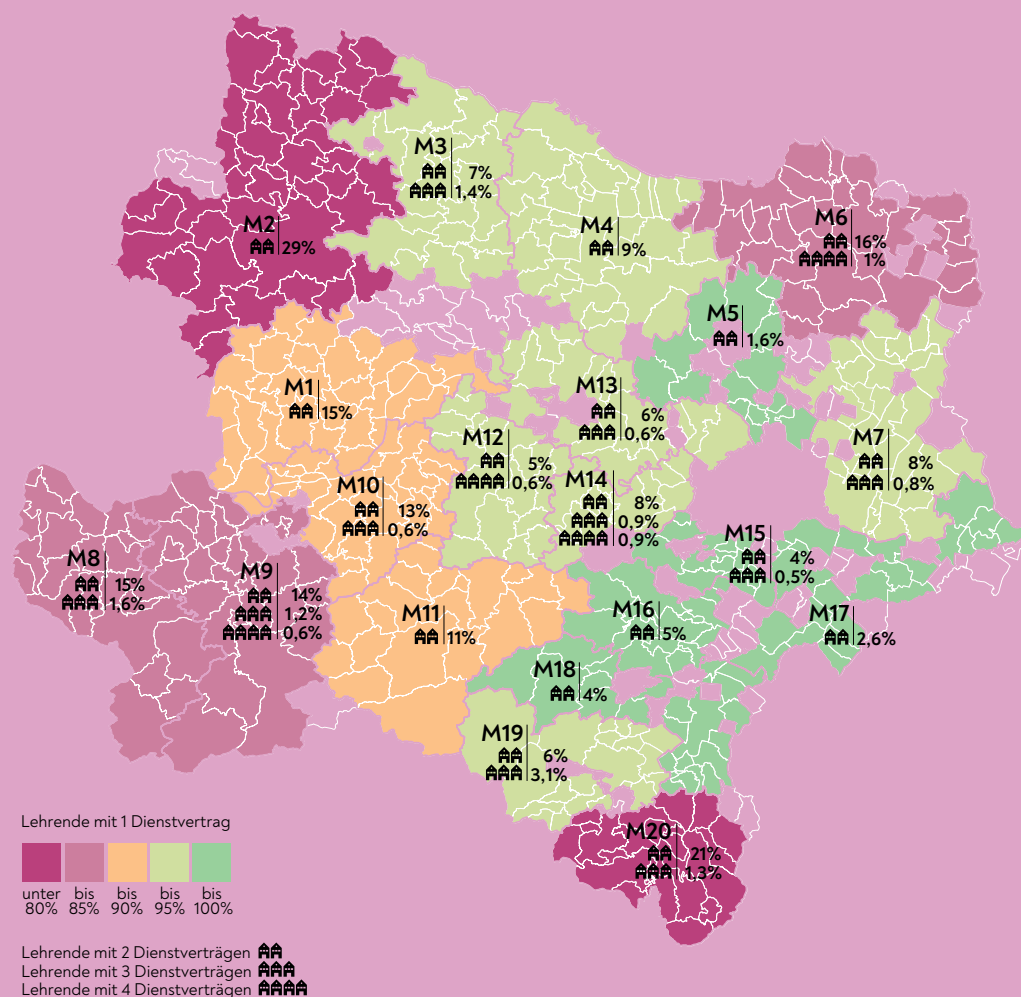 M3
7%
1,4%
M2
29%
M4
9%
M6
16%
1%
M5
1,6%
M1
15%
M13
6%
0,6%
M12
5%
0,6%
M7
8%
0,8%
M10
13%
0,6%
M14
8%
0,9%
0,9%
M15
4%
0,5%
M8
15%
1,6%
M9
14%
1,2%
0,6%
M11
11%
M16
5%
M17
2,6%
M18
4%
M19
6%
3,1%
M20
21%
1,3%
Lehrende mit 1 Dienstvertrag
unter bis bis bis bis
80% 85% 90% 95% 100%
Lehrende mit 2 Dienstverträgen
Lehrende mit 3 Dienstverträgen
Lehrende mit 4 Dienstverträgen